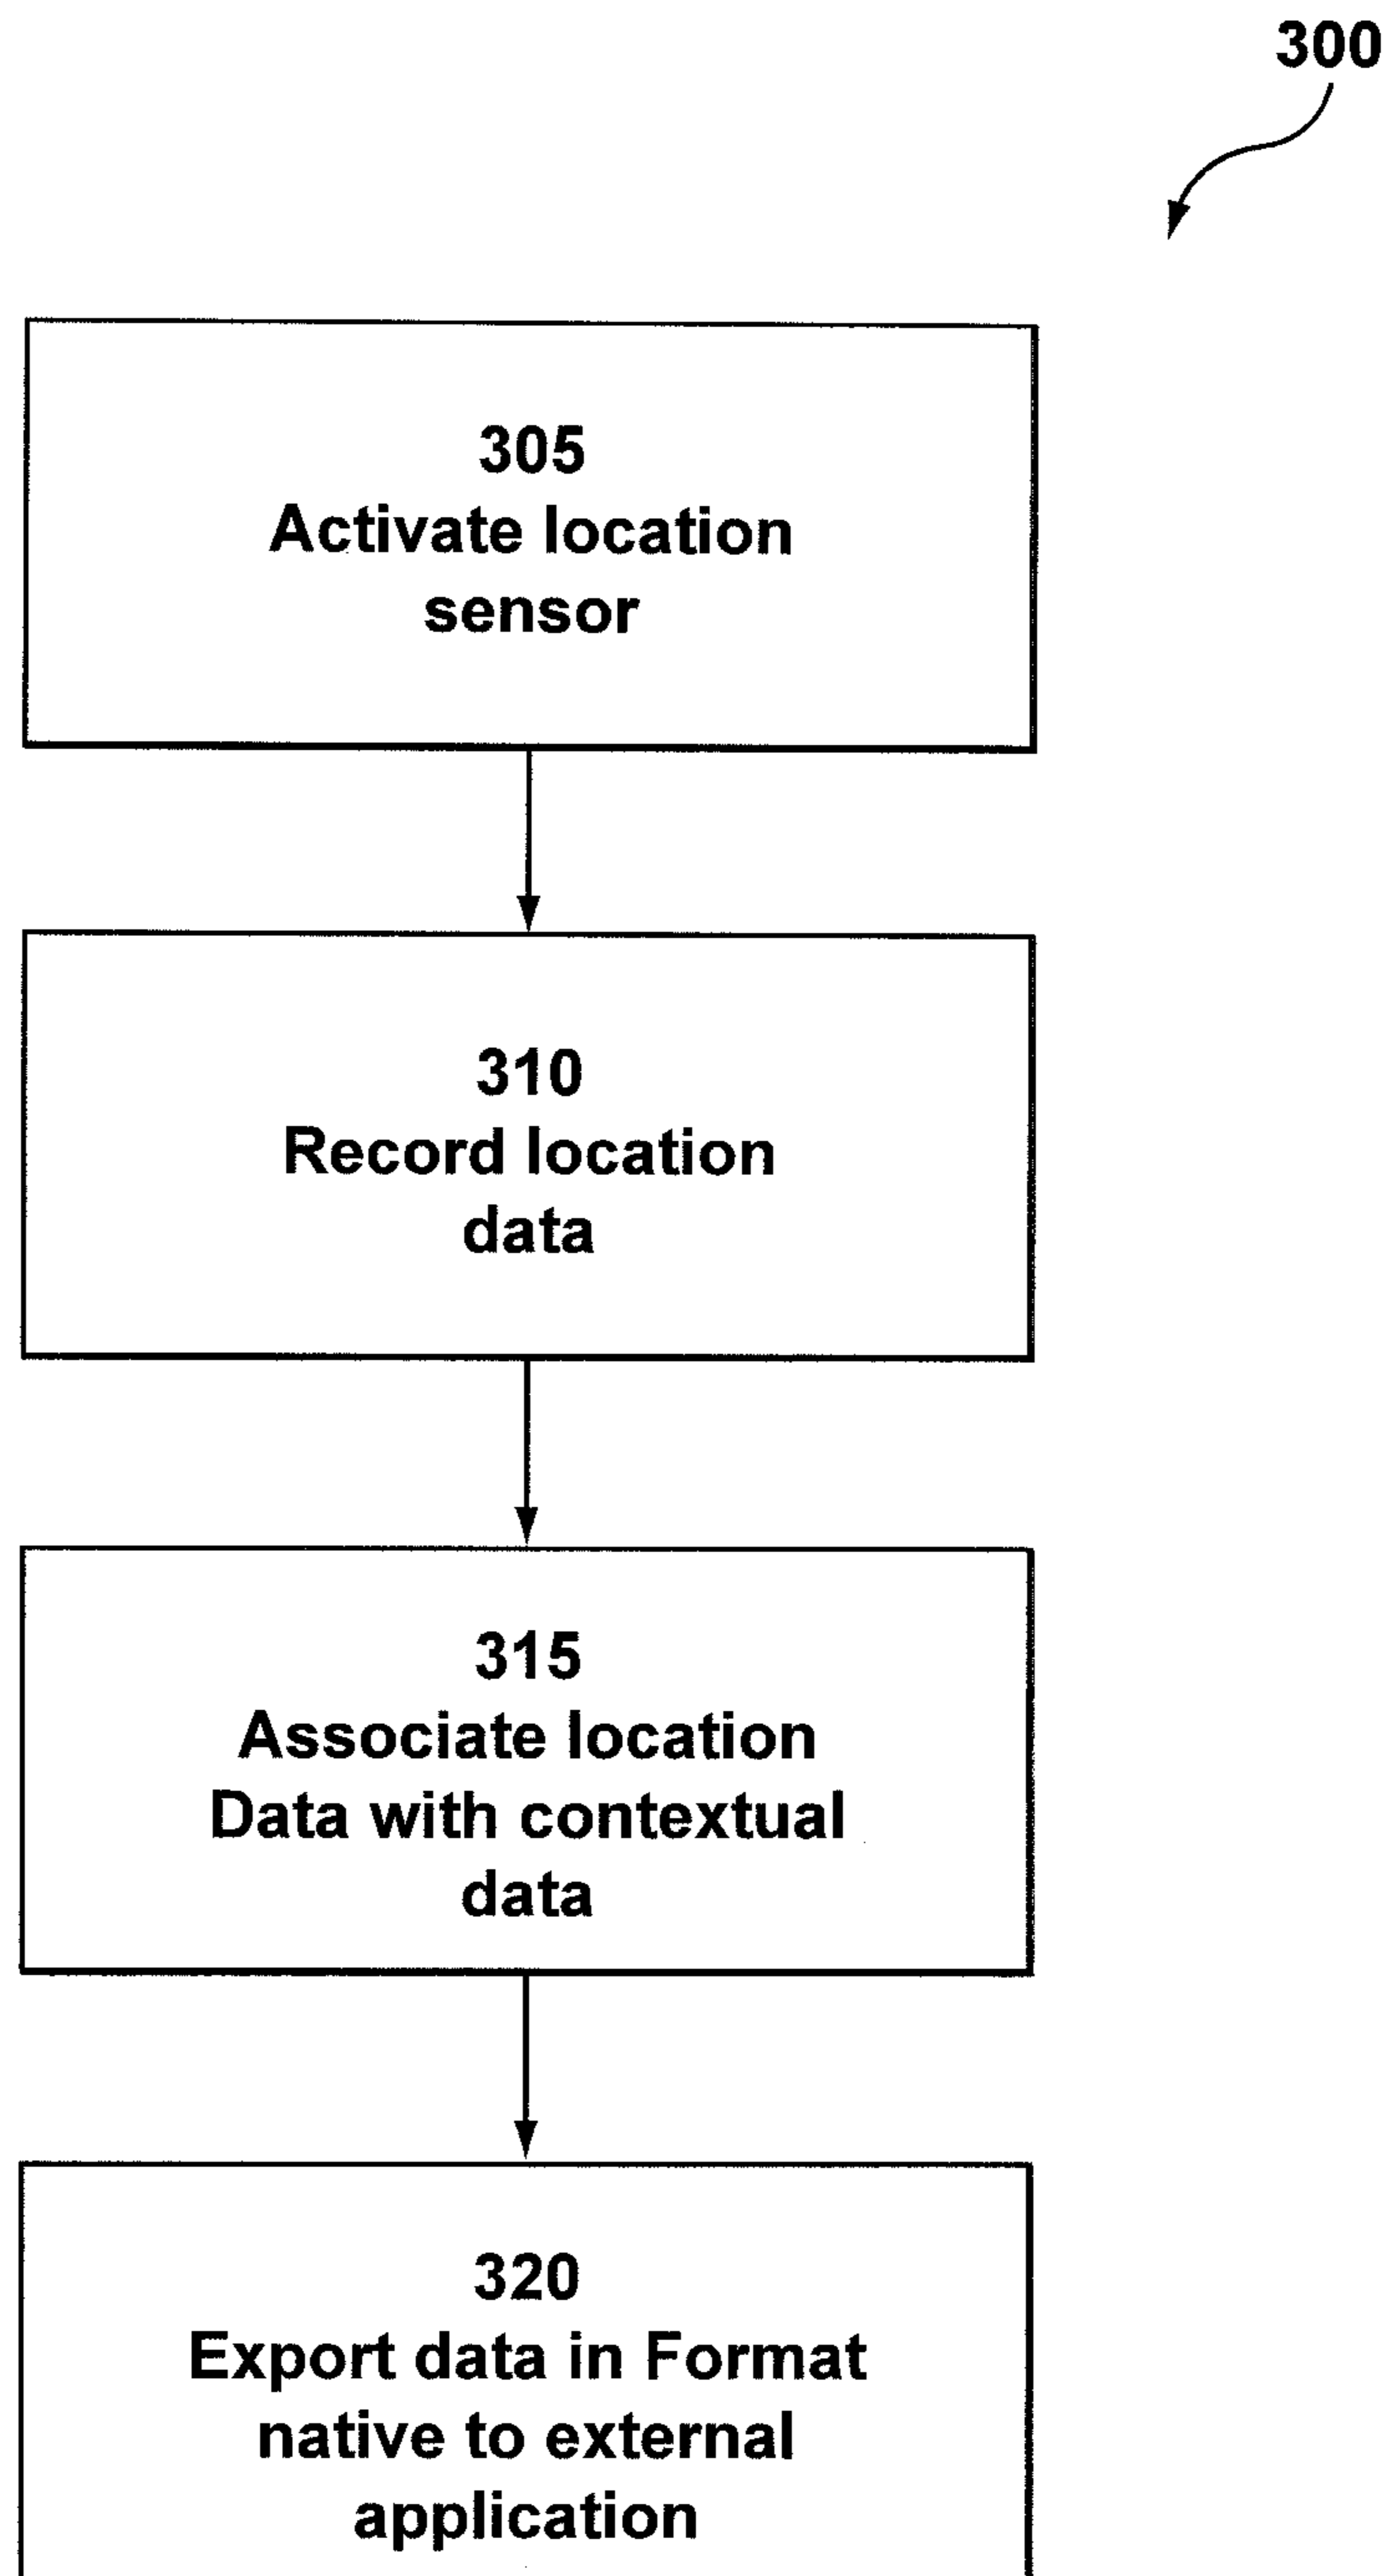 300
305
Activate location
sensor
310
Record location
data
315
Associate location
Data with contextual
data
320
Export data in Format
native to external
application